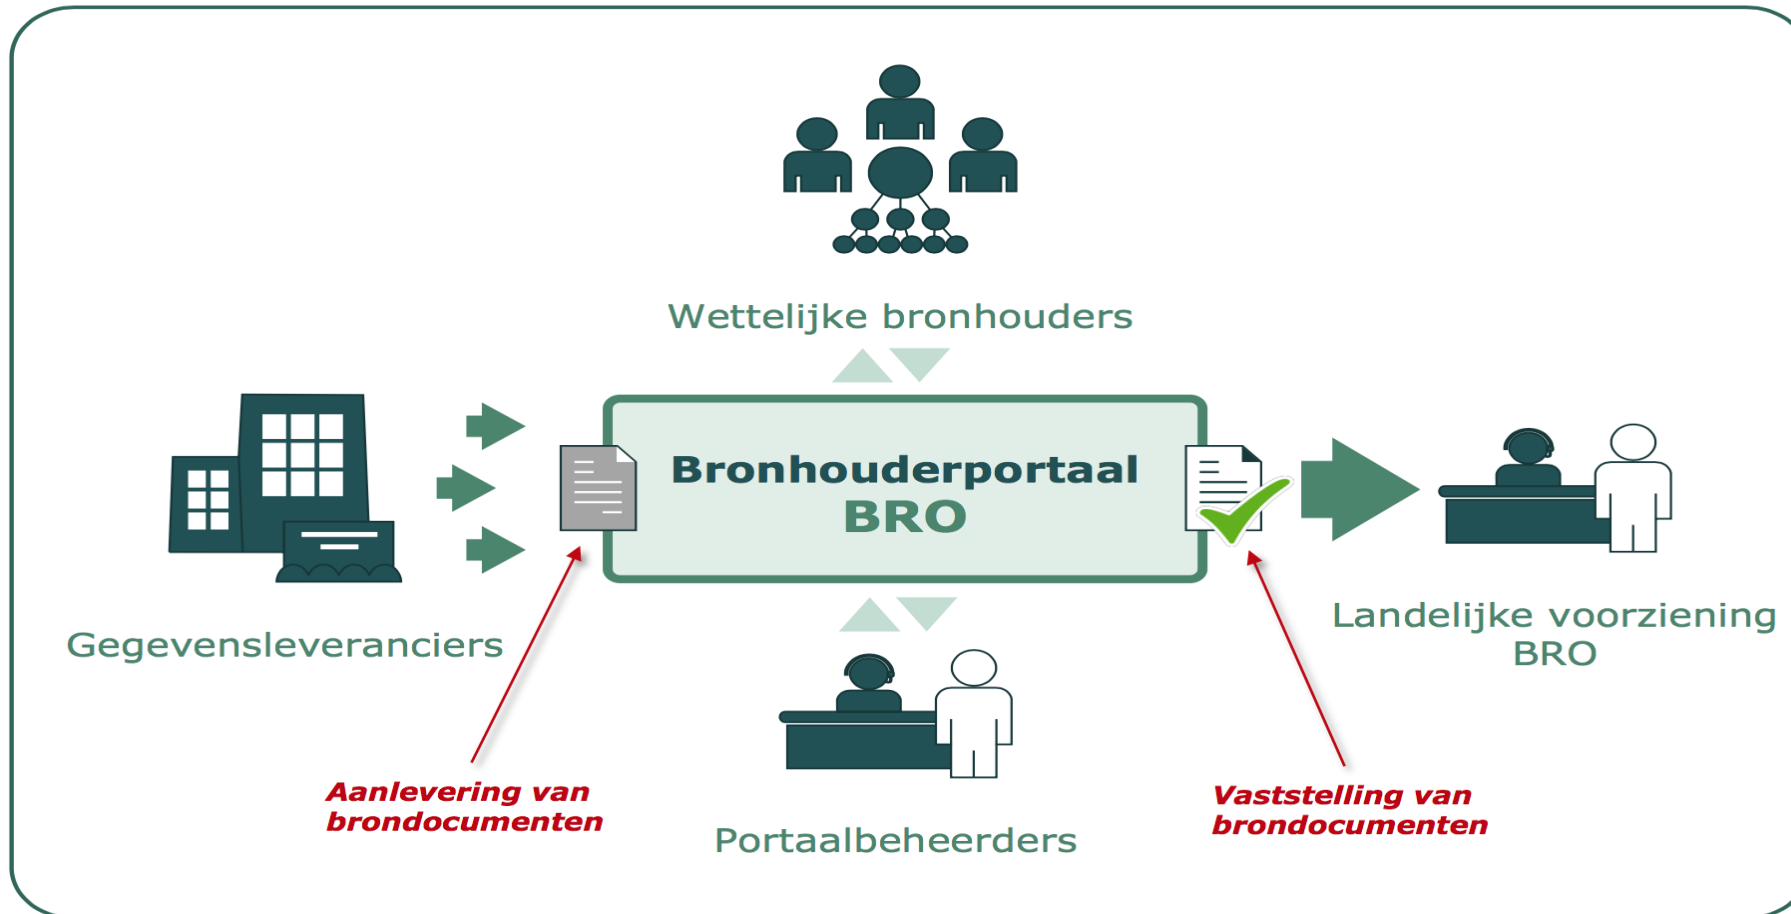 Wettelijke bronhouders
Bronhouderportaal
BRO
Gegevensleveranciers
Landelijke voorziening
BRO
Aanlevering van
brondocumenten
Vaststelling van
brondocumenten
Portaalbeheerders